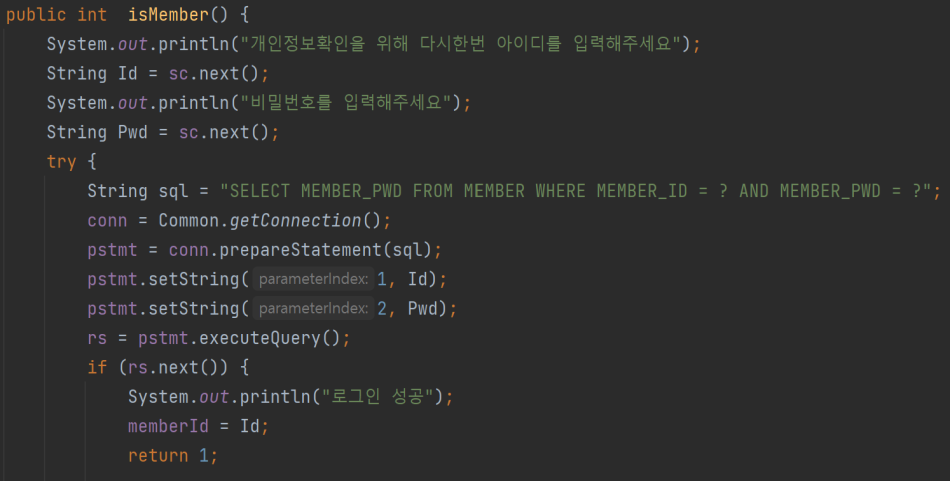 public int  isMember() {
    System.out.println("개인정보확인을 위해 다시한번 아이디를 입력해주세요");
    String Id = sc.next();
    System.out.println("비밀번호를 입력해주세요");
    String Pwd = sc.next();
    try {
        String sql = "SELECT MEMBER_PWD FROM MEMBER WHERE MEMBER_ID = ? AND MEMBER_PWD = ?";
        conn = Common.getConnection();
        pstmt = conn.prepareStatement(sql);
        pstmt.setString( parameterIndex: 1, Id);
        pstmt.setString( parameterIndex: 2, Pwd);
        rs = pstmt.executeQuery();
        if (rs.next()) {
            System.out.println("로그인 성공");
            memberId = Id;
            return 1;